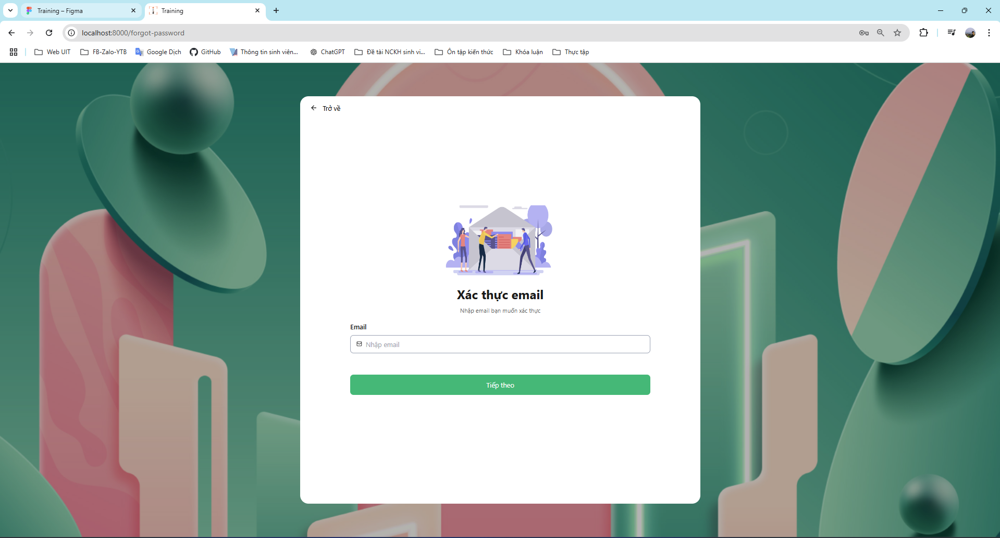 Training – Figma
Training
localhost:8000/forgot-password
Web UIT
FB-Zalo-YTB
Google Dịch
GitHub
Thông tin sinh viên...
ChatGPT
Đề tài NCKH sinh vi...
Ôn tập kiến thức
Khóa luận
Thực tập
Trở về
Xác thực email
Nhập email bạn muốn xác thực
Email
Nhập email
Tiếp theo